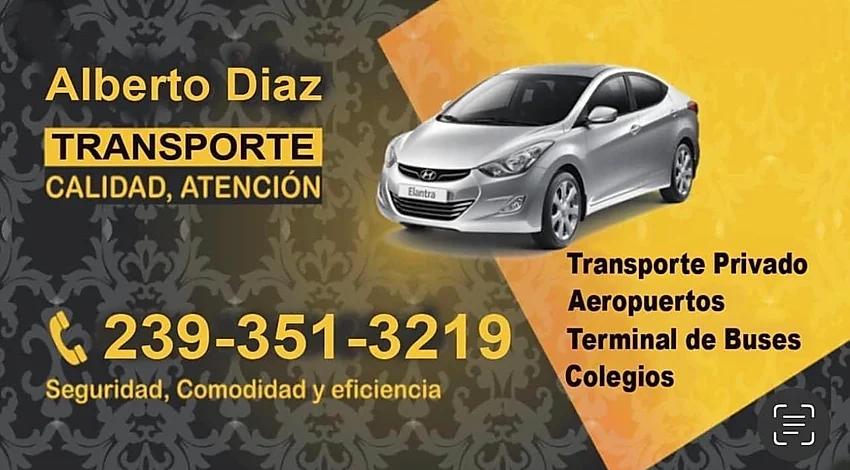 Alberto Diaz
TRANSPORTE
CALIDAD, ATENCIÓN
Elantra
Transporte Privado
Aeropuertos
Terminal de Buses
Colegios
239-351-3219
Seguridad, Comodidad y eficiencia